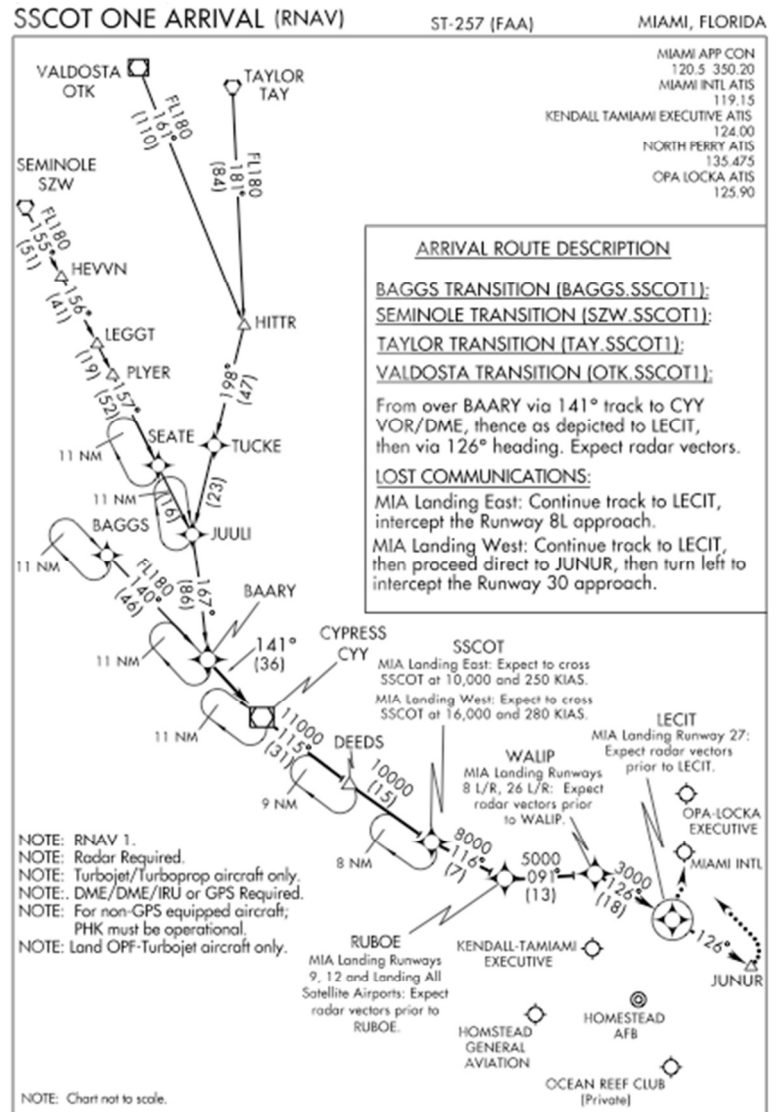 SSCOT ONE ARRIVAL (RNAV)
ST-257 (FAA)
MIAMI, FLORIDA
MIAMI APP CON
120.5 350.20
MIAMI INTL ATIS
119.15
KENDALL TAMIAMI EXECUTIVE ATIS
124.00
NORTH PERRY ATIS
135.475
OPA LOCKA ATIS
125.90
VALDOSTA
OTK
TAYLOR
TAY
FL180
161°
(110)
FL180
181°
(84)
SEMINOLE
SZW
FL180
155°
(51)
HEVVN
156°
(41)
LEGGT
(19)
PLYER
157°
(52)
HITTR
198°
(47)
SEATE
TUCKE
11 NM
(16)
(23)
11 NM
JUULI
BAGGS
11 NM
FL180
140°
(46)
167°
(86)
BAARY
11 NM
141°
(36)
CYPRESS
CYY
11 NM
11000
115°
(31)
DEEDS
9 NM
10000
(15)
ARRIVAL ROUTE DESCRIPTION
BAGGS TRANSITION (BAGGS.SSCOT1):
SEMINOLE TRANSITION (SZW.SSCOT1):
TAYLOR TRANSITION (TAY.SSCOT1):
VALDOSTA TRANSITION (OTK.SSCOT1):
From over BAARY via 141° track to CYY
VOR/DME, thence as depicted to LECIT,
then via 126° heading. Expect radar vectors.
LOST COMMUNICATIONS:
MIA Landing East: Continue track to LECIT,
intercept the Runway 8L approach.
MIA Landing West: Continue track to LECIT,
then proceed direct to JUNUR, then turn left to
intercept the Runway 30 approach.
SSCOT
MIA Landing East: Expect to cross
SSCOT at 10,000 and 250 KIAS.
MIA Landing West: Expect to cross
SSCOT at 16,000 and 280 KIAS.
8 NM
8000
116°
(7)
WALIP
MIA Landing Runways
8 L/R, 26 L/R: Expect
radar vectors prior
to WALIP.
5000
091°
(13)
LECIT
MIA Landing Runway 27:
Expect radar vectors
prior to LECIT.
3000
126°
(18)
OPA-LOCKA
EXECUTIVE
MIAMI INTL
126°
JUNUR
RUBOE
MIA Landing Runways
9, 12 and Landing All
Satellite Airports: Expect
radar vectors prior to
RUBOE.
KENDALL-TAMIAMI
EXECUTIVE
HOMSTEAD
GENERAL
AVIATION
HOMESTEAD
AFB
OCEAN REEF CLUB
(Private)
NOTE: RNAV 1.
NOTE: Radar Required.
NOTE: Turbojet/Turboprop aircraft only.
NOTE:. DME/DME/IRU or GPS Required.
NOTE: For non-GPS equipped aircraft;
PHK must be operational.
NOTE: Land OPF-Turbojet aircraft only.
NOTE: Chart not to scale.